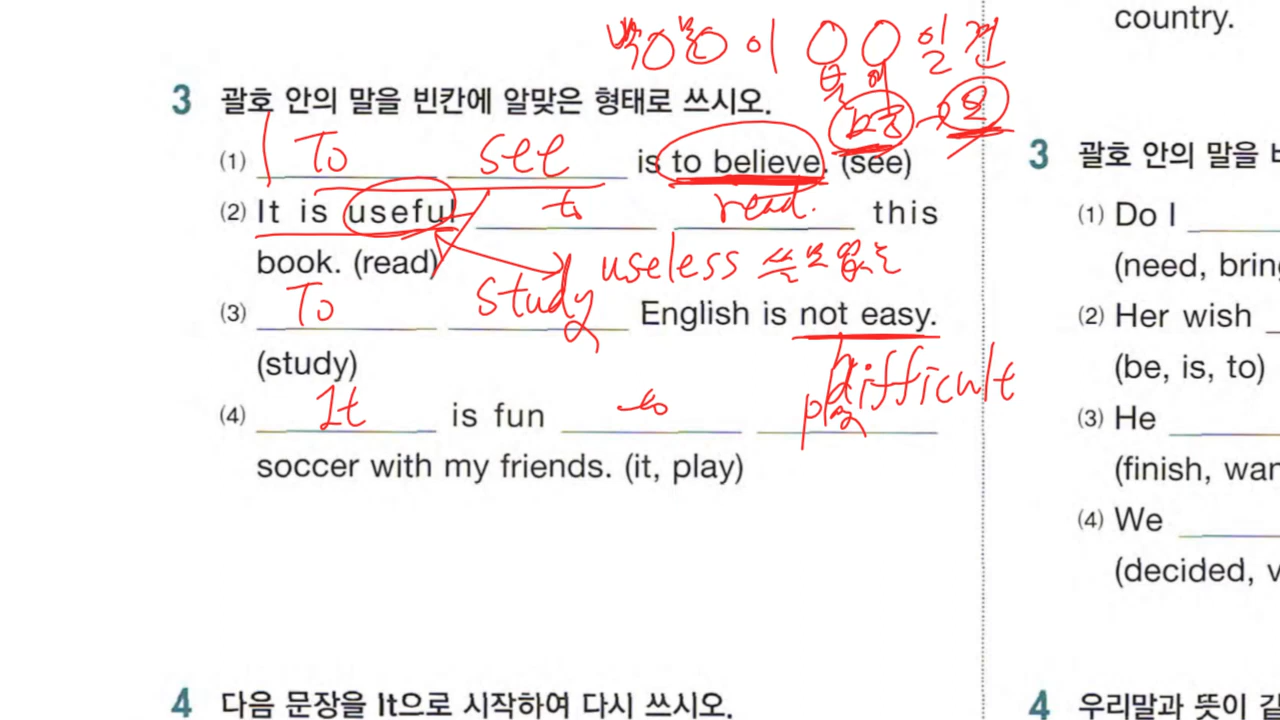 country.
백 이 일견
3 괄호 안의 말을 빈칸에 알맞은 형태로 쓰시오.
(1) To see is to believe. (see)
(2) It is useful to read. this
book. (read) useless 쓸모없는
(3) To study English is not easy.
(study) difficult
(4) It is fun to play
soccer with my friends. (it, play)
4 다음 문장을 It으로 시작하여 다시 쓰시오.
3 괄호 안의 말을
(1) Do I
(need, bring
(2) Her wish
(be, is, to)
(3) He
(finish, wan
(4) We
(decided, v
4 우리말과 뜻이 같